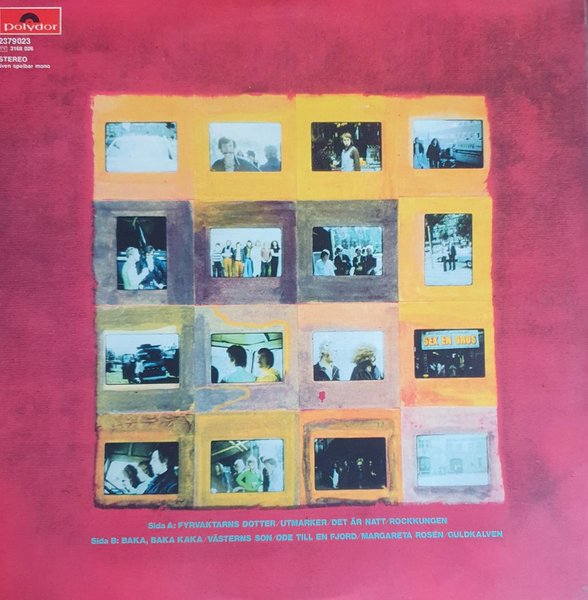 Polydor
2379023
3168 026
STEREO
även spelbar mono
SEX EN GROS
Sida A: FYRVAKTARNS DOTTER/UTMARKER/DET ÄR NATT/ROCKKUNGEN
Sida B: BAKA, BAKA KAKA/VÄSTERNS SON/ODE TILL EN FJORD/MARGARETA ROSÉN/GULDKALVEN